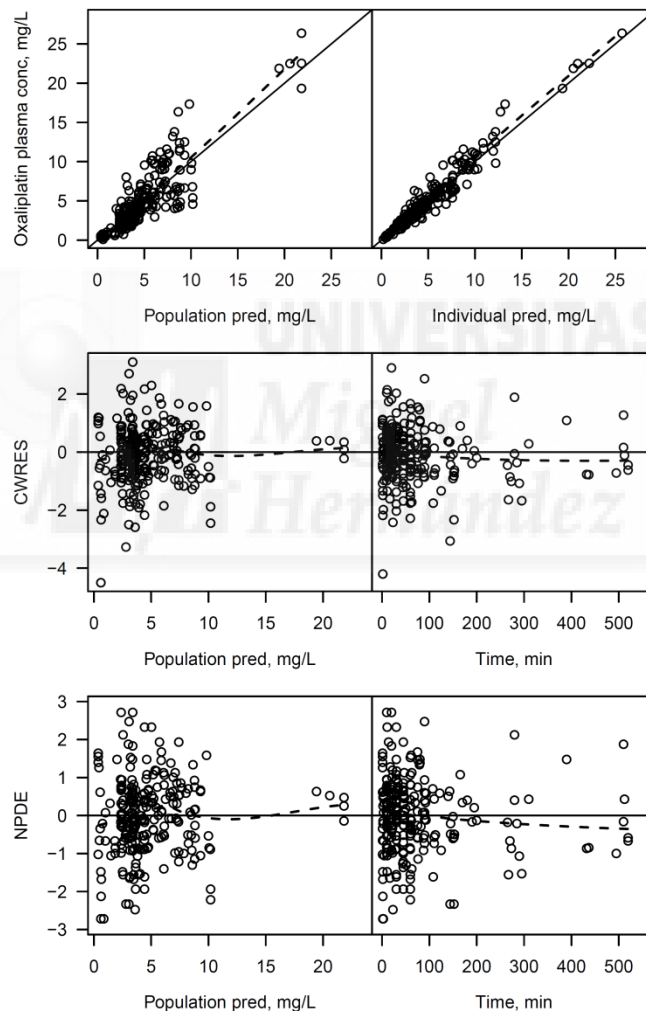 Oxaliplatin plasma conc, mg/L
25
20
15
10
5
0
0 5 10 15 20 25
0 5 10 15 20 25
Population pred, mg/L
Individual pred, mg/L
UNIVERSITAS
Miguel
Hernández
CWRES
2
0
−2
−4
0 5 10 15 20
0 100 200 300 400 500
Population pred, mg/L
Time, min
NPDE
3
2
1
0
−1
−2
−3
0 5 10 15 20
0 100 200 300 400 500
Population pred, mg/L
Time, min